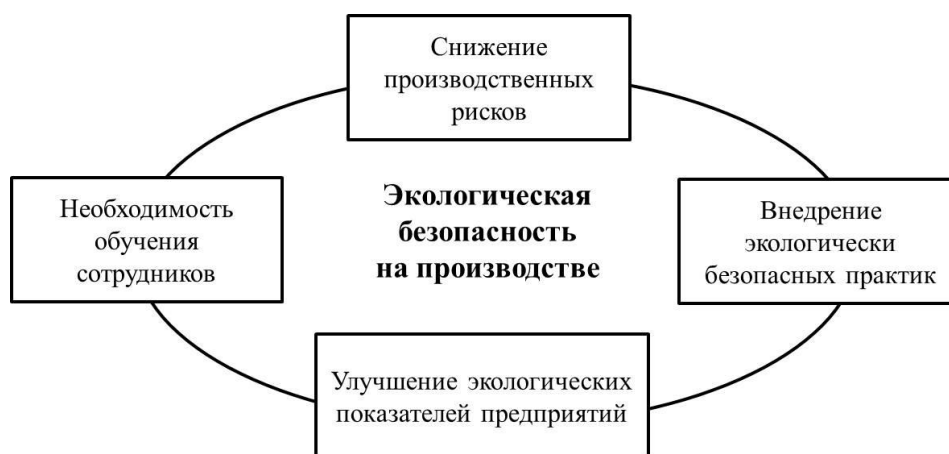 Снижение
производственных
рисков
Необходимость
обучения
сотрудников
Экологическая
безопасность
на производстве
Внедрение
экологически
безопасных практик
Улучшение экологических
показателей предприятий